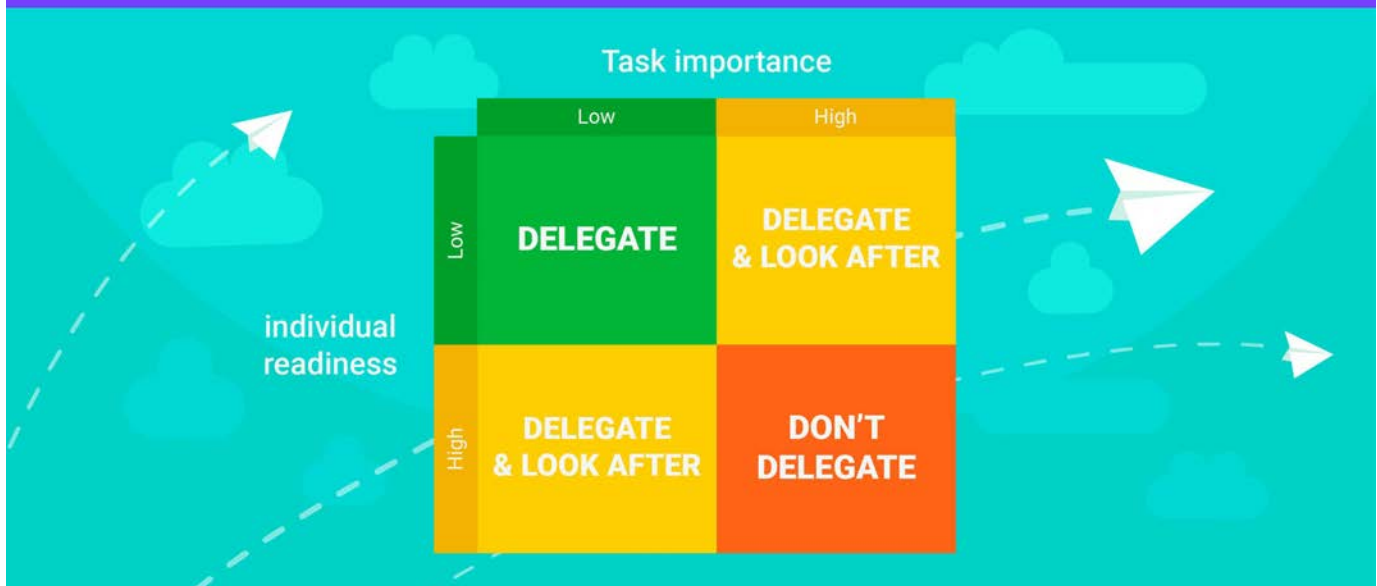 Task importance
Low
High
Low
DELEGATE
DELEGATE
& LOOK AFTER
individual
readiness
High
DELEGATE
& LOOK AFTER
DON'T
DELEGATE